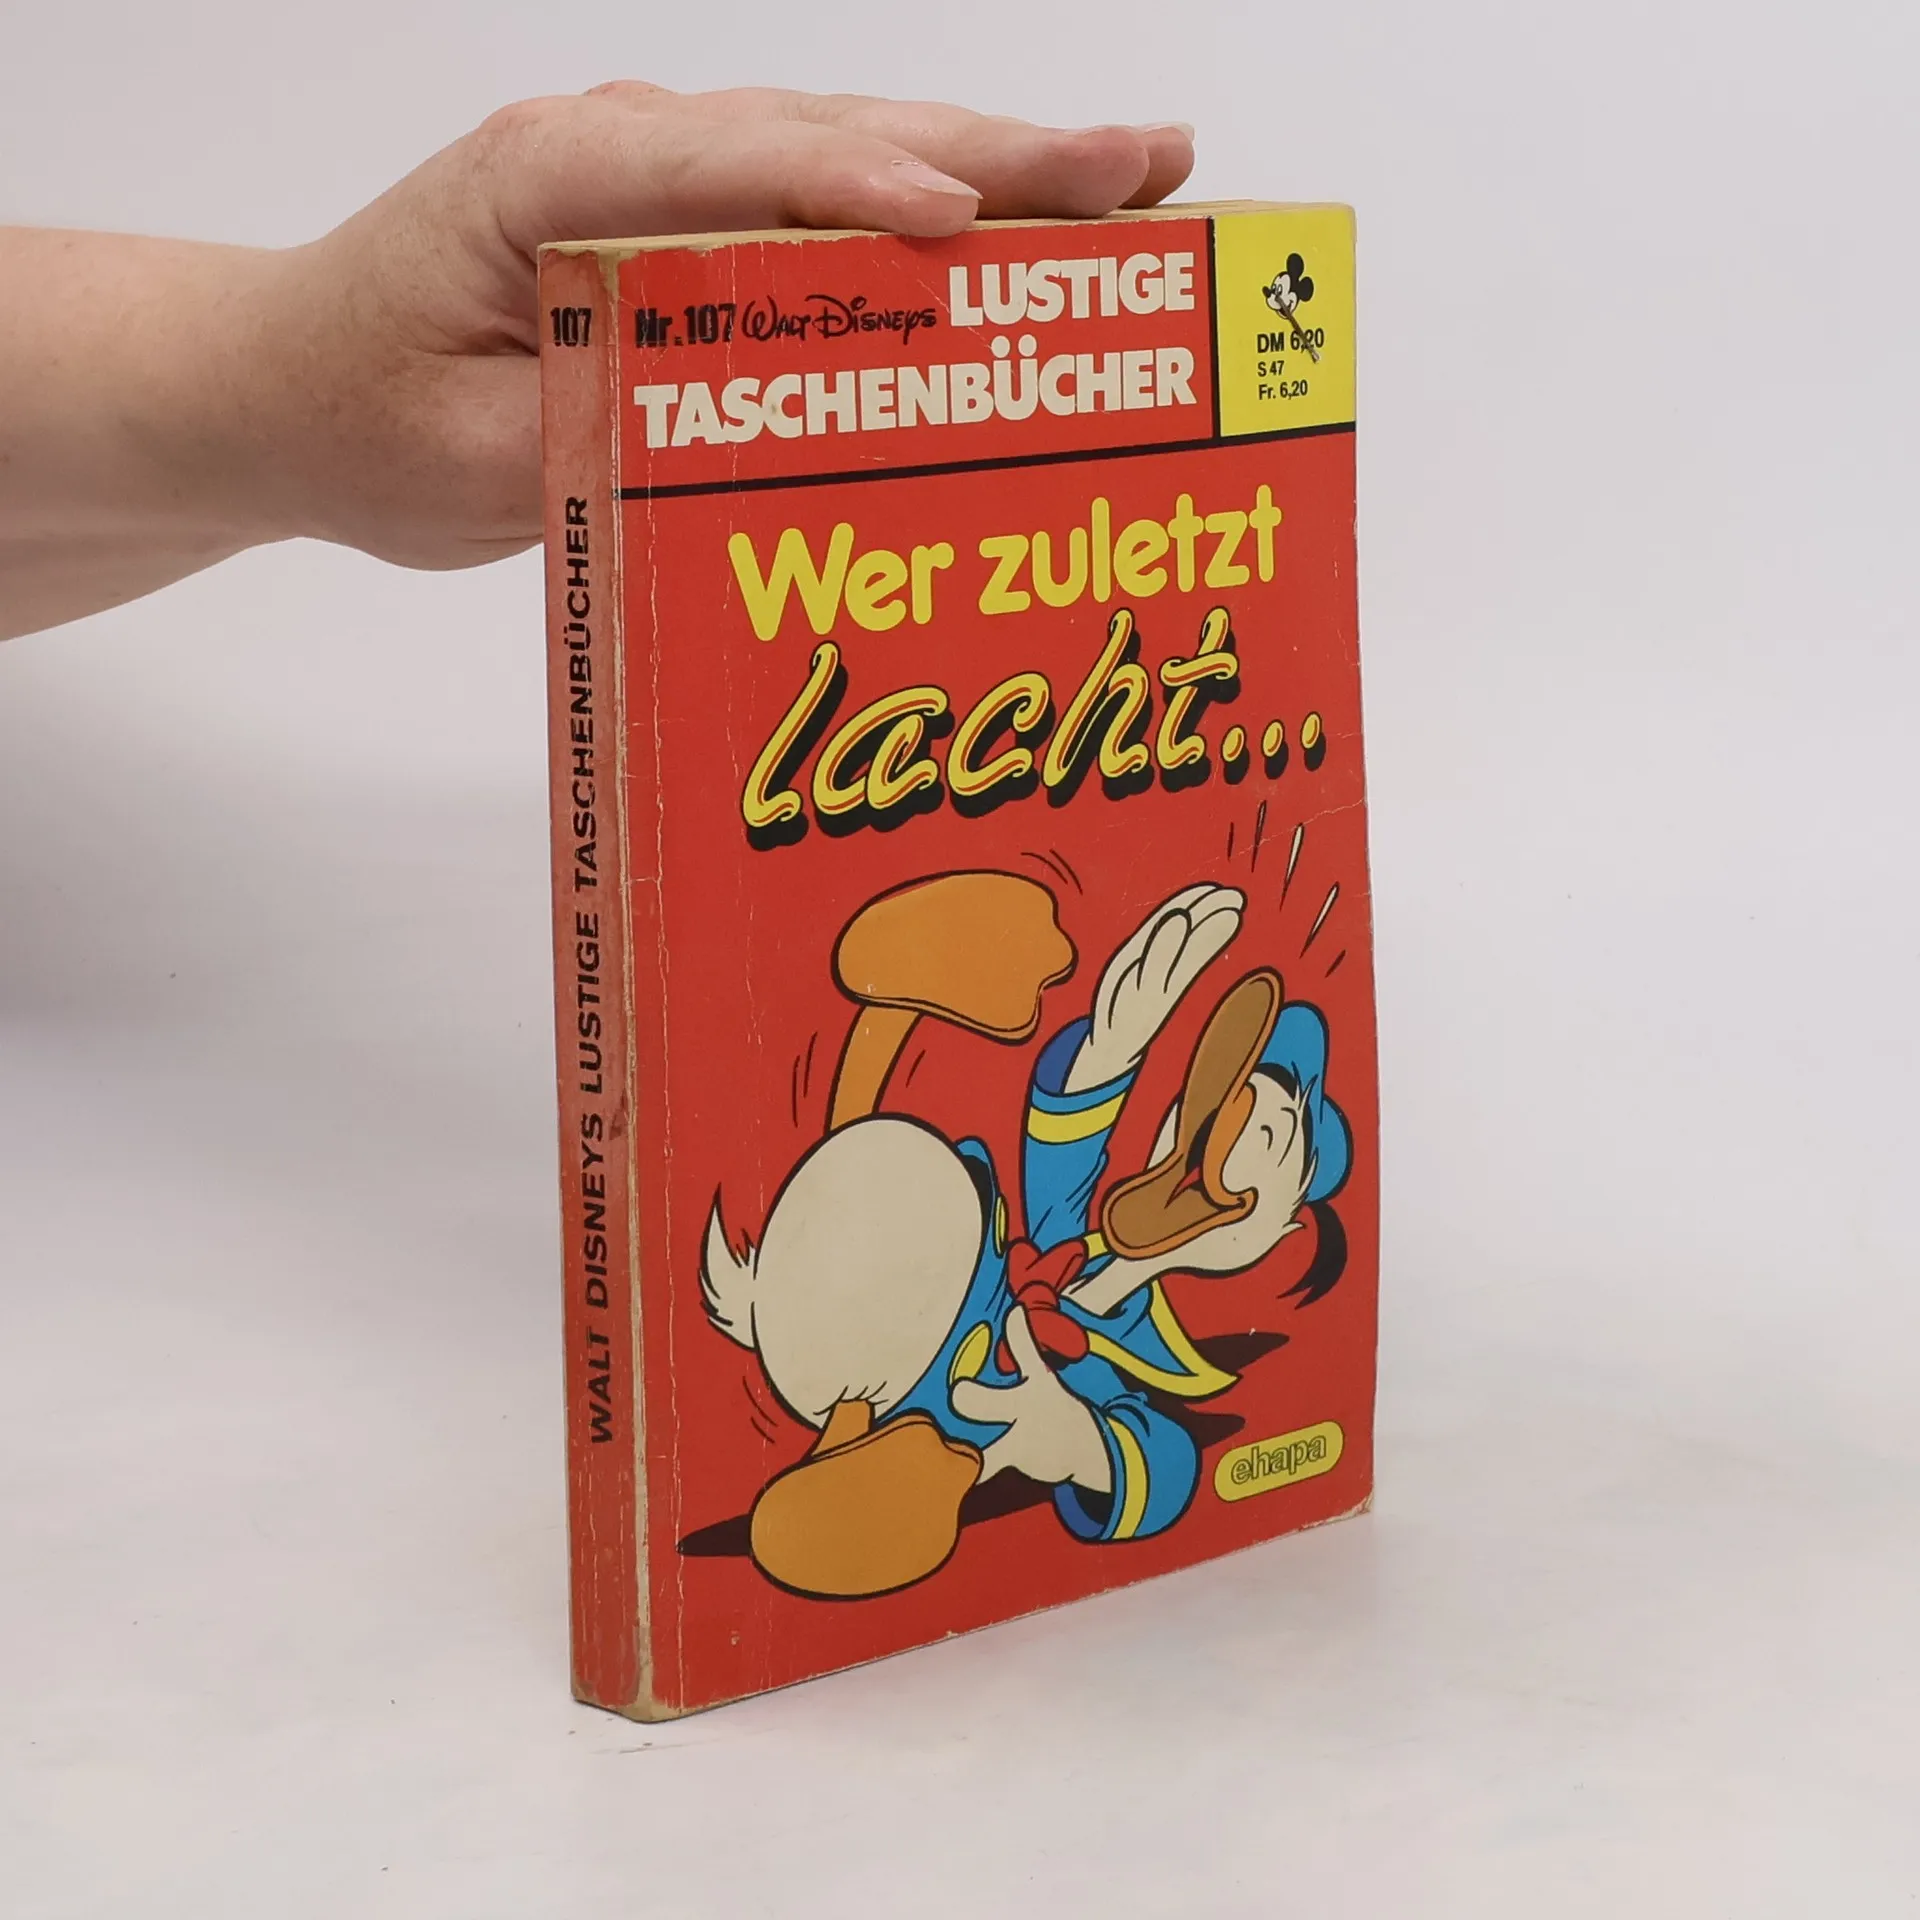 107
WALT DISNEYS LUSTIGE TASCHENBÜCHER
Nr. 107 Walt Disneys LUSTIGE
TASCHENBÜCHER
DM 6,20
S 47
Fr. 6,20
Wer zuletzt
lacht...
ehapa